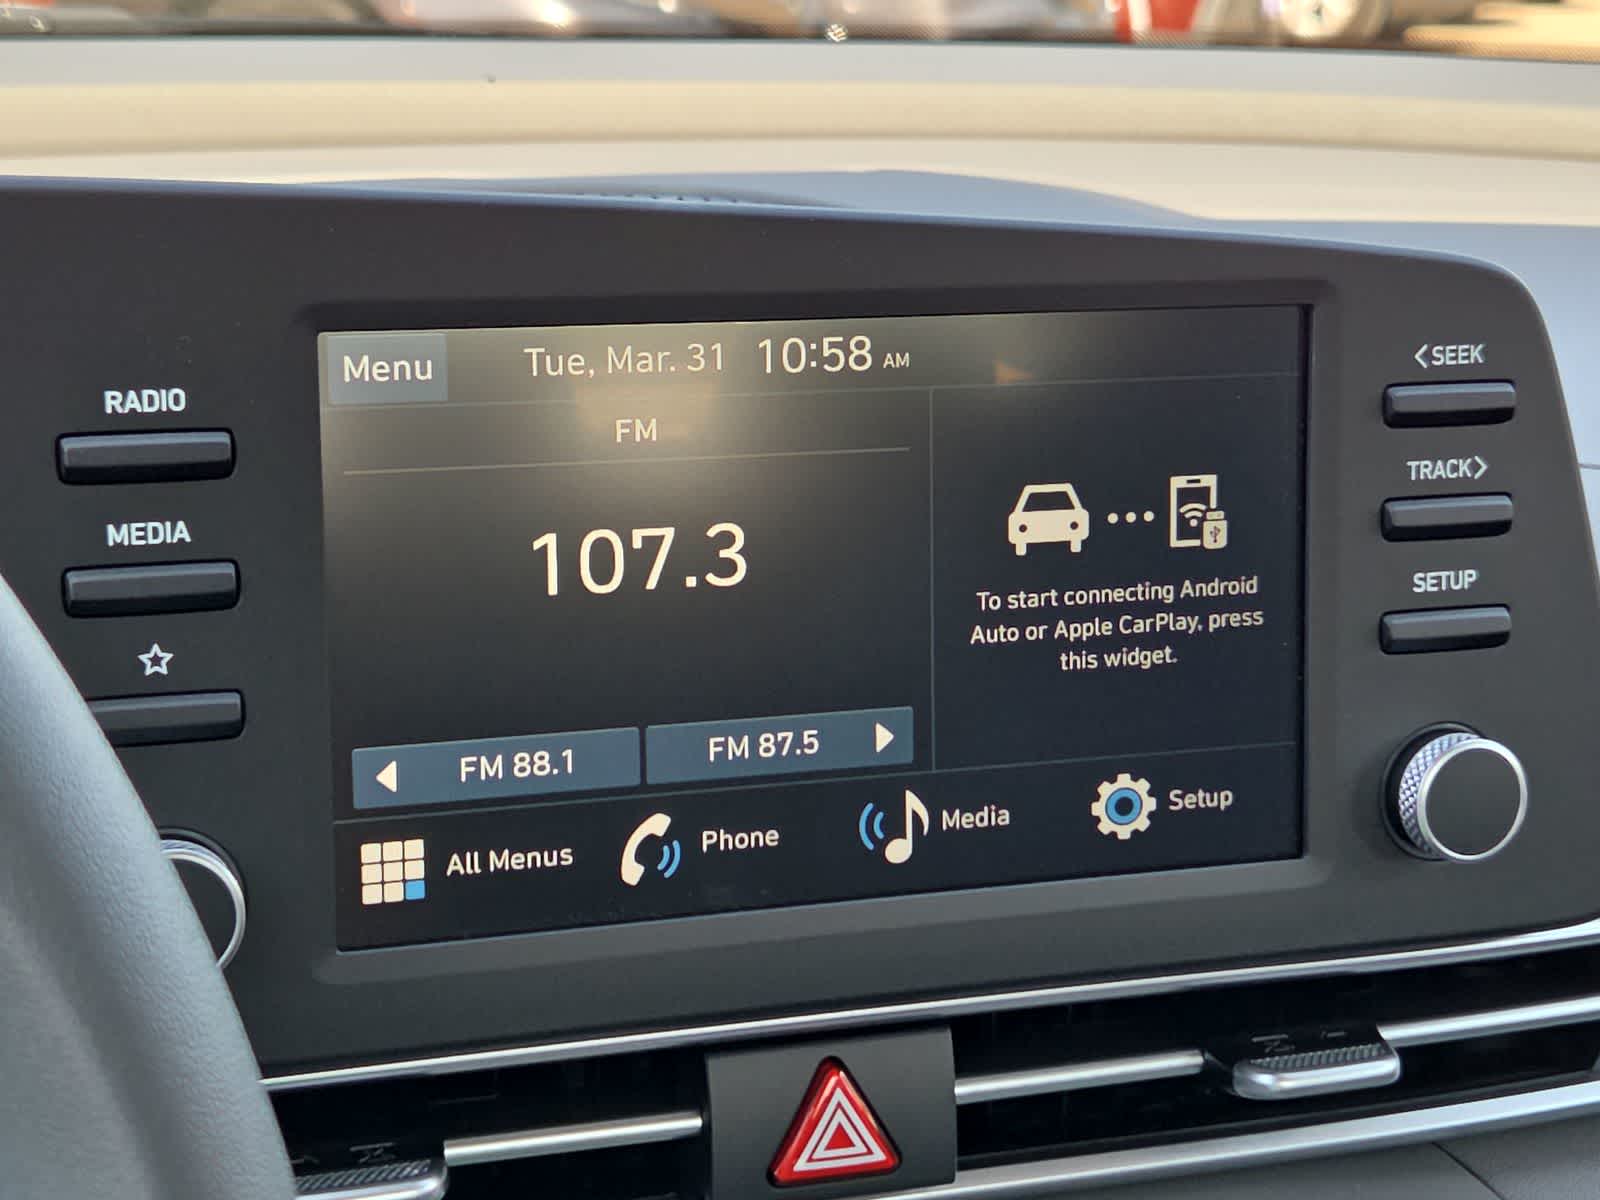 Menu Tue, Mar. 31 10:58 AM
FM
107.3
FM 88.1 FM 87.5
To start connecting Android
Auto or Apple CarPlay, press
this widget.
All Menus Phone Media Setup
RADIO
MEDIA
<SEEK
TRACK>
SETUP